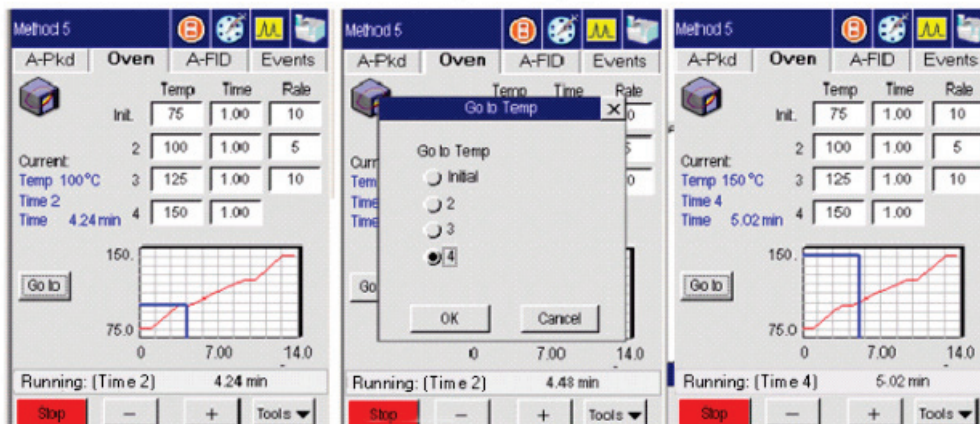 Method 5
A-Pkd Oven A-FID Events
Temp Time Rate
Init. 75 1.00 10
2 100 1.00 5
Current:
Temp 100°C 3 125 1.00 10
Time 2
Time 4.24 min 4 150 1.00
150.
Go to
75.0
0 7.00 14.0
Running: (Time 2) 4.24 min
Stop − + Tools
Method 5
A-Pkd Oven A-FID Events
Temp Time Rate
Go to Temp X
Go to Temp
Initial
2
3
4
OK Cancel
7.00 14.0
Running: (Time 2) 4.48 min
Stop − + Tools
Method 5
A-Pkd Oven A-FID Events
Temp Time Rate
Init. 75 1.00 10
2 100 1.00 5
Current:
Temp 150°C 3 125 1.00 10
Time 4
Time 5.02 min 4 150 1.00
150.
Go to
75.0
0 7.00 14.0
Running: (Time 4) 5.02 min
Stop − + Tools